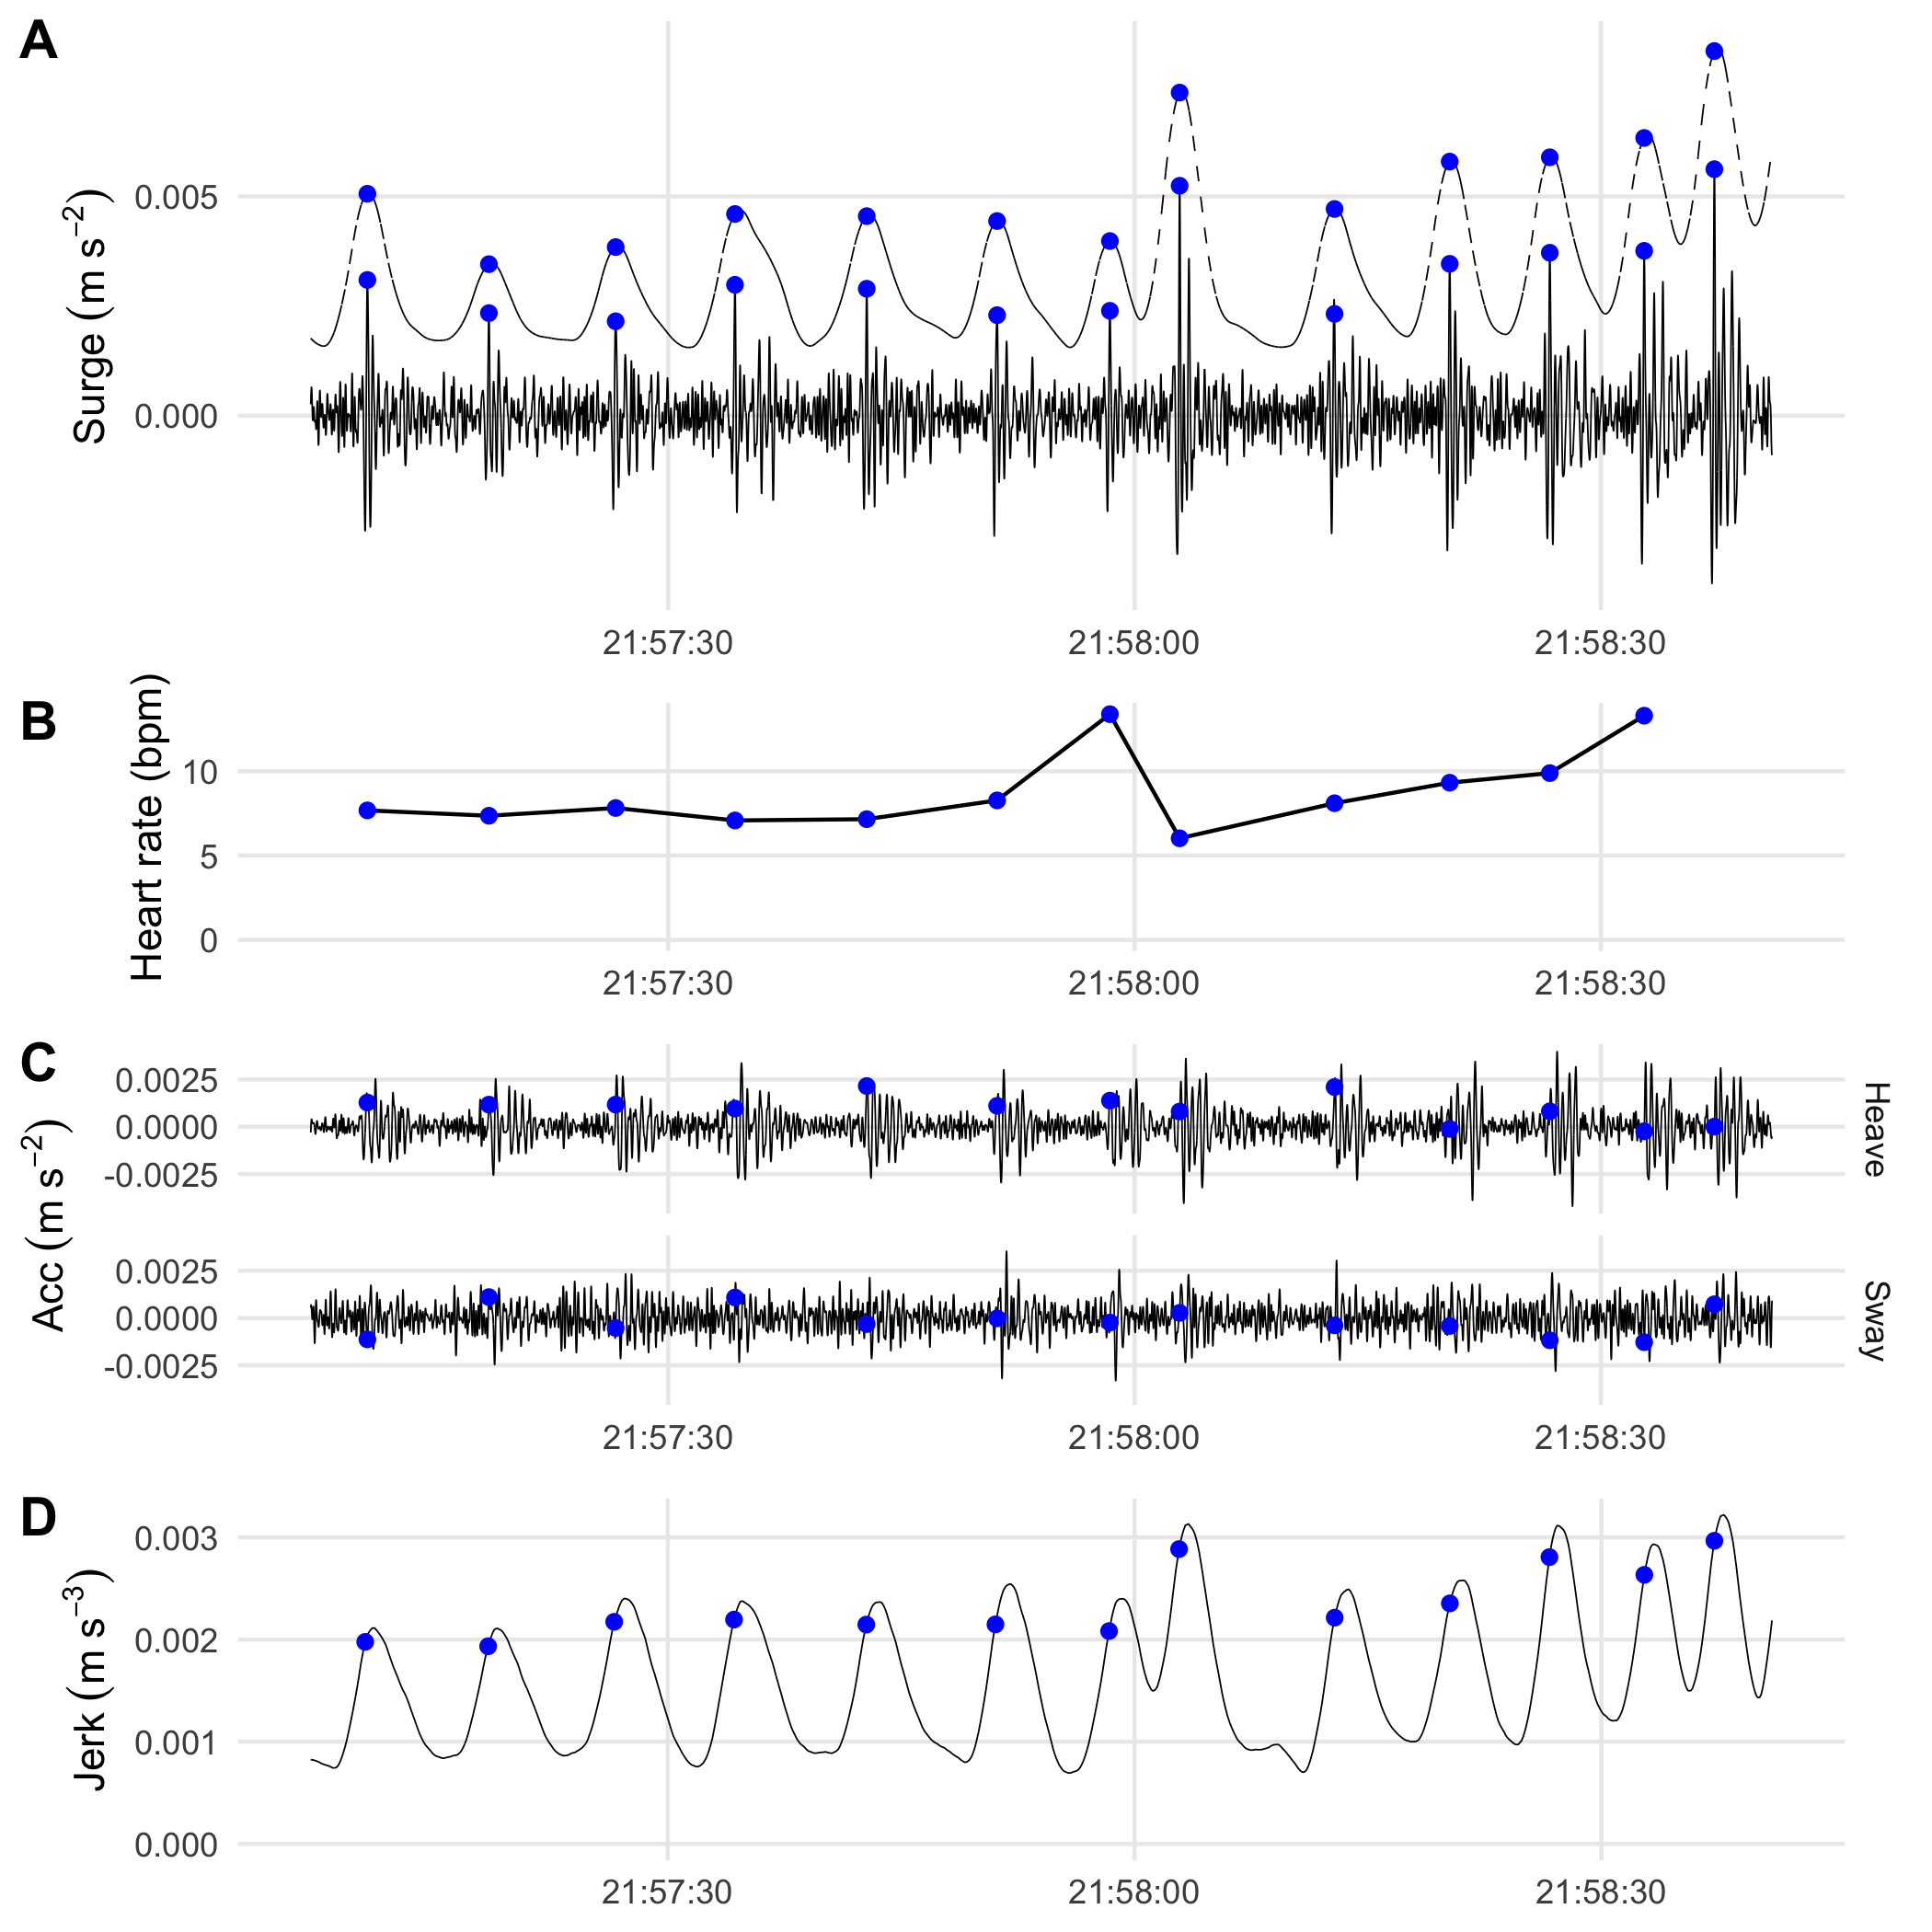 A
Surge (m s⁻²)
0.005
0.000
21:57:30 21:58:00 21:58:30
B
Heart rate (bpm)
10
5
0
21:57:30 21:58:00 21:58:30
C
Acc (m s⁻²)
0.0025
0.0000
-0.0025
Heave
0.0025
0.0000
-0.0025
Sway
21:57:30 21:58:00 21:58:30
D
Jerk (m s⁻³)
0.003
0.002
0.001
0.000
21:57:30 21:58:00 21:58:30